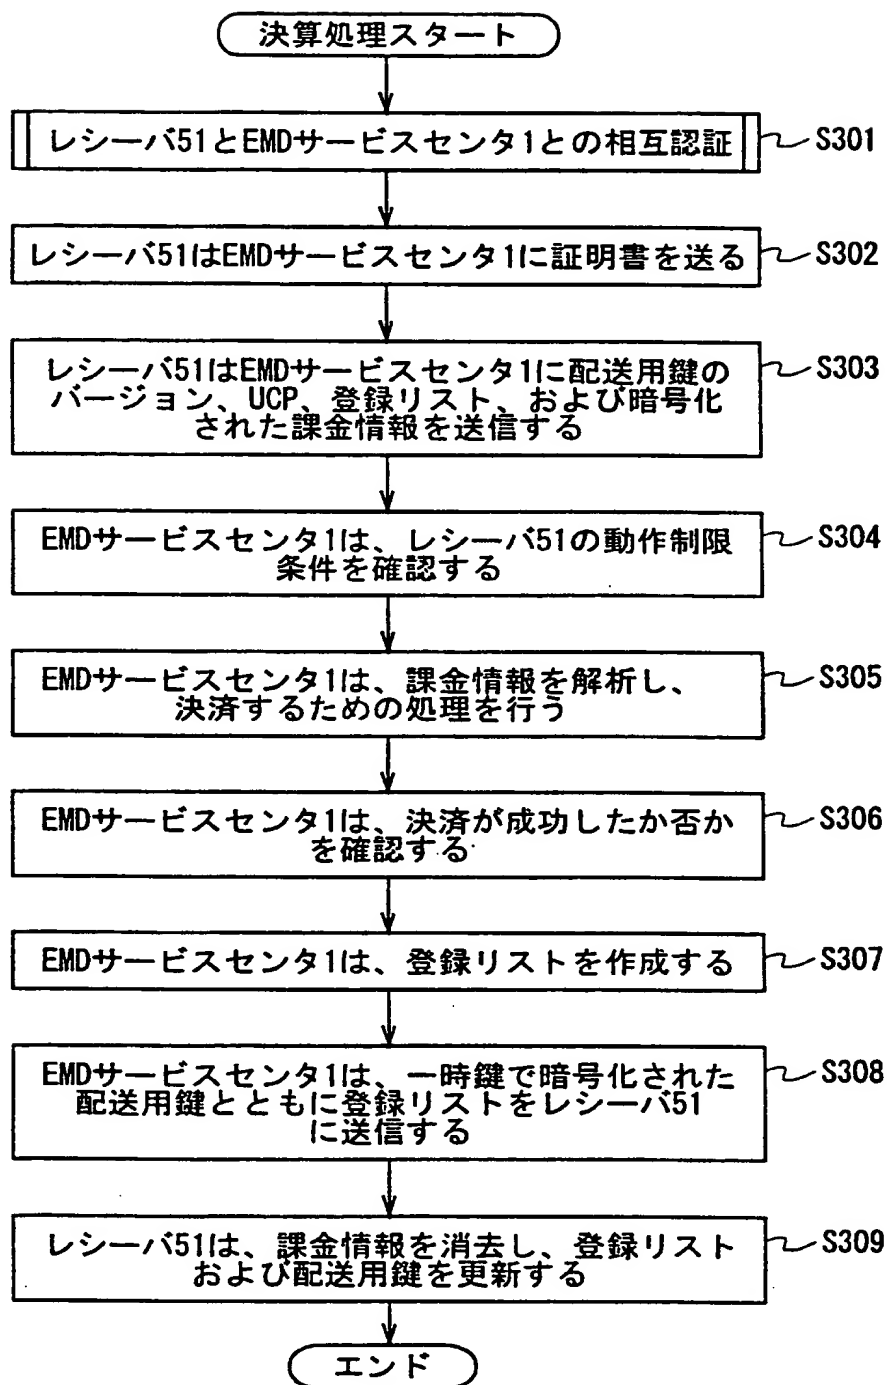 決算処理スタート
レシーバ51とEMDサービスセンタ1との相互認証
S301
レシーバ51はEMDサービスセンタ1に証明書を送る
S302
レシーバ51はEMDサービスセンタ1に配送用鍵の
バージョン、UCP、登録リスト、および暗号化
された課金情報を送信する
S303
EMDサービスセンタ1は、レシーバ51の動作制限
条件を確認する
S304
EMDサービスセンタ1は、課金情報を解析し、
決済するための処理を行う
S305
EMDサービスセンタ1は、決済が成功したか否か
を確認する
S306
EMDサービスセンタ1は、登録リストを作成する
S307
EMDサービスセンタ1は、一時鍵で暗号化された
配送用鍵とともに登録リストをレシーバ51
に送信する
S308
レシーバ51は、課金情報を消去し、登録リスト
および配送用鍵を更新する
S309
エンド